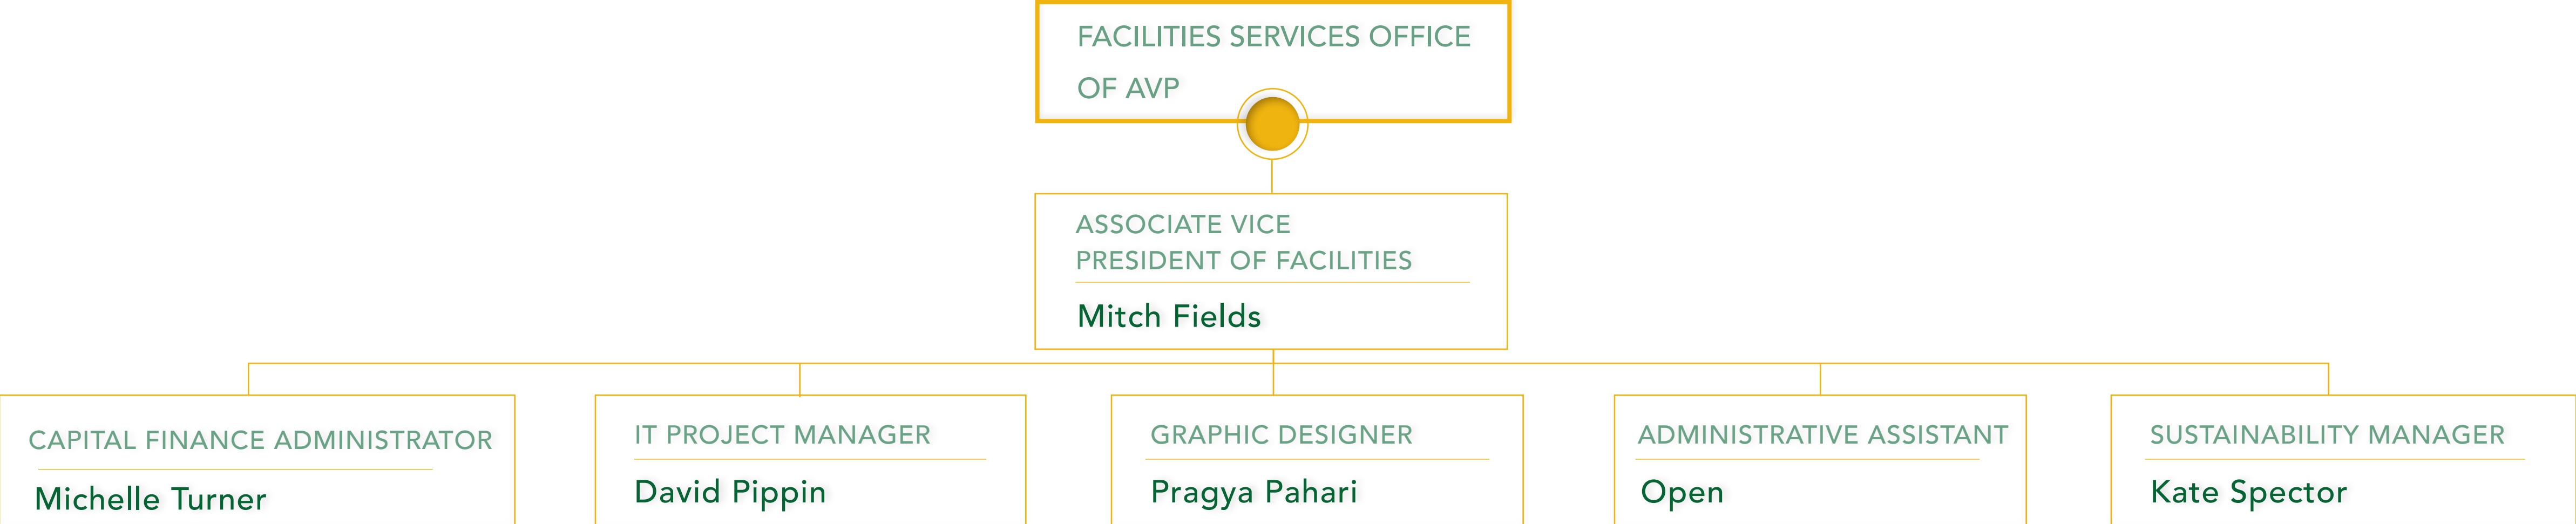 FACILITIES SERVICES OFFICE
OF AVP
ASSOCIATE VICE
PRESIDENT OF FACILITIES
Mitch Fields
CAPITAL FINANCE ADMINISTRATOR
Michelle Turner
IT PROJECT MANAGER
David Pippin
GRAPHIC DESIGNER
Pragya Pahari
ADMINISTRATIVE ASSISTANT
Open
SUSTAINABILITY MANAGER
Kate Spector